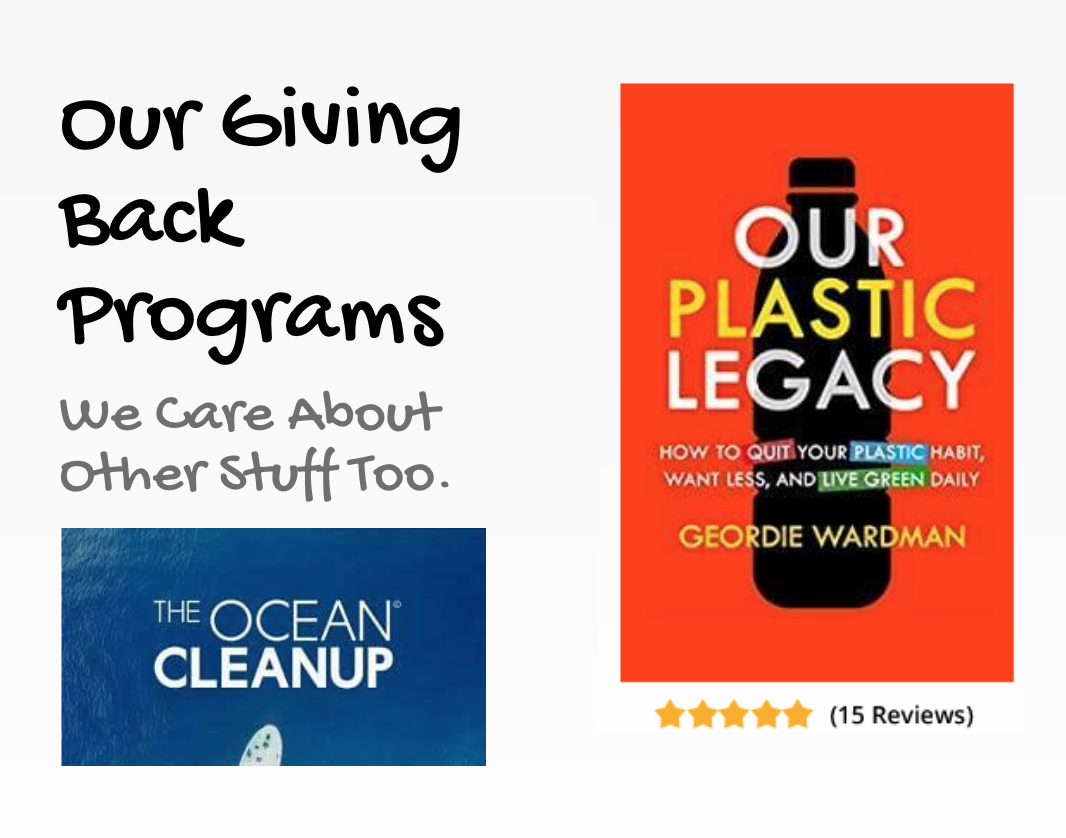 Our Giving
Back
Programs
We Care About
Other Stuff Too.
THE OCEAN©
CLEANUP
OUR
PLASTIC
LEGACY
HOW TO QUIT YOUR PLASTIC HABIT,
WANT LESS, AND LIVE GREEN DAILY
GEORDIE WARDMAN
(15 Reviews)